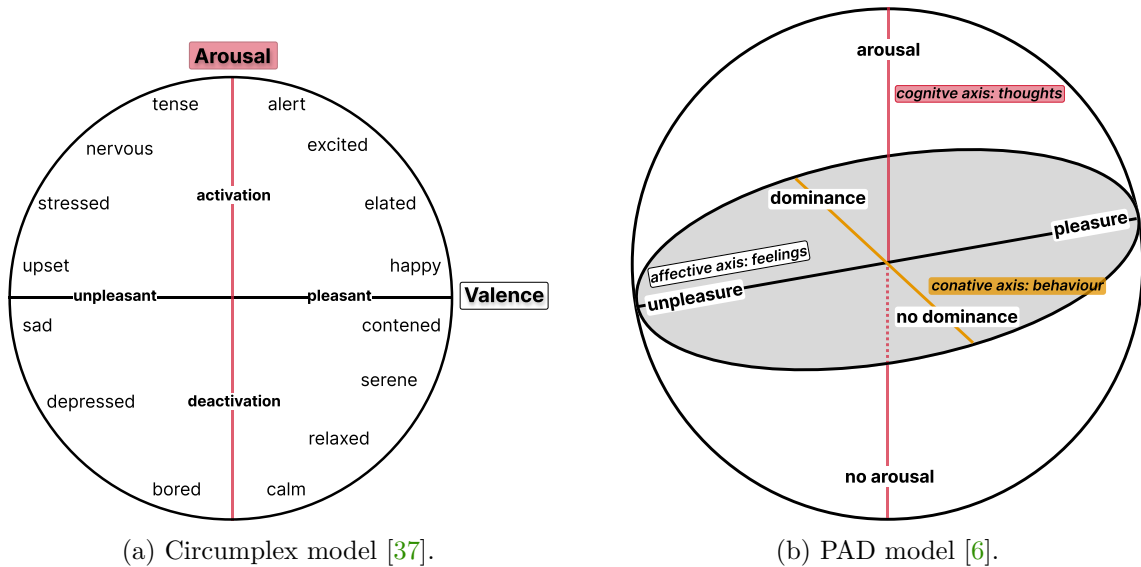 Arousal
tense
alert
nervous
excited
activation
stressed
elated
upset
happy
unpleasant
pleasant
Valence
sad
contened
serene
depressed
deactivation
relaxed
bored
calm
(a) Circumplex model [37].
arousal
cognitve axis: thoughts
dominance
pleasure
affective axis: feelings
conative axis: behaviour
unpleasure
no dominance
no arousal
(b) PAD model [6].